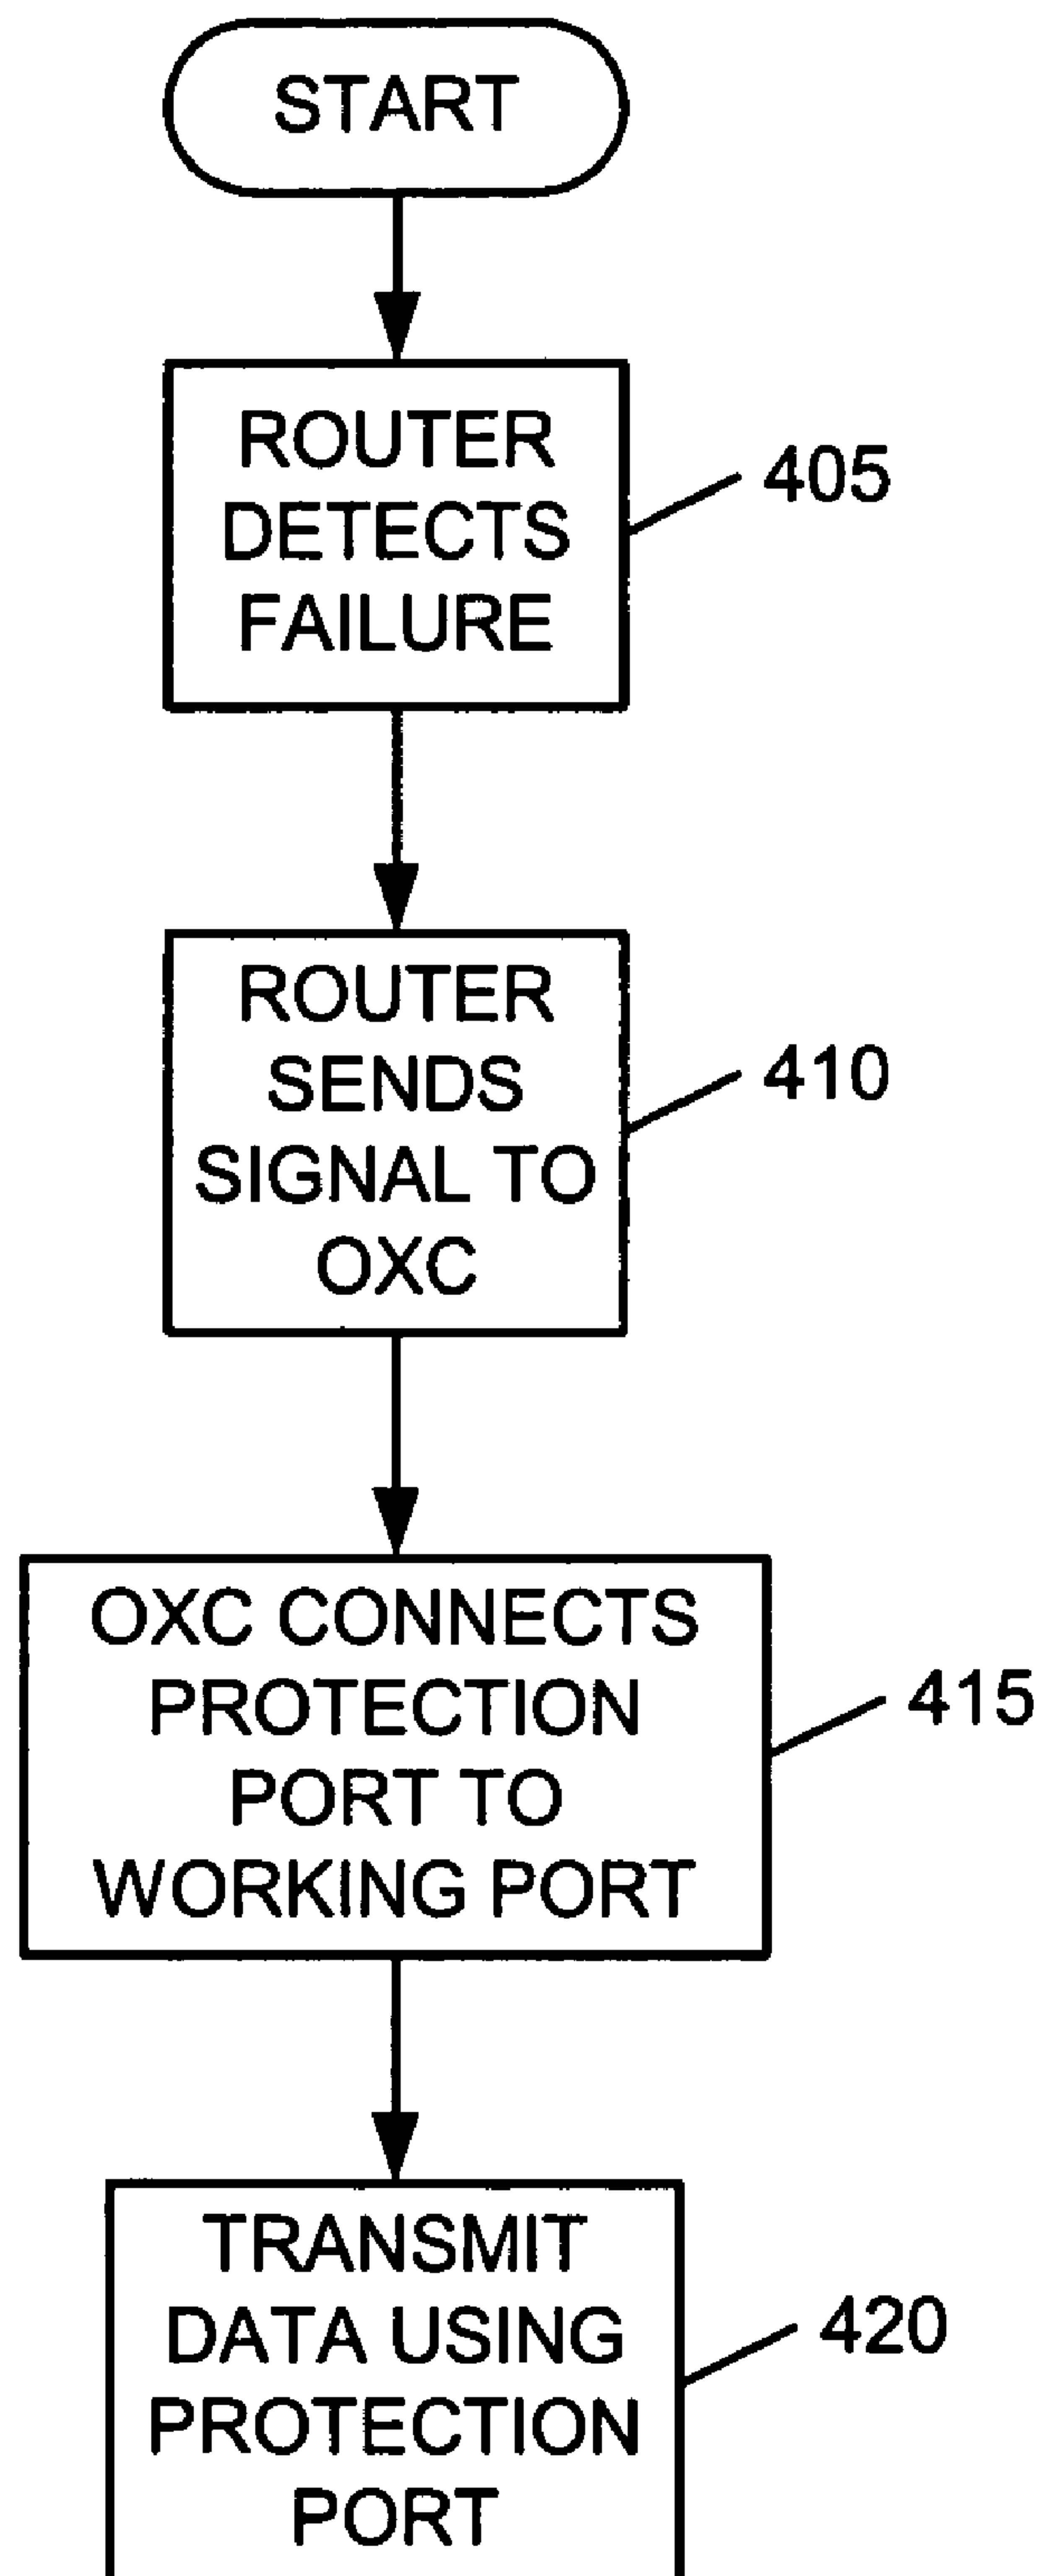 START
ROUTER
DETECTS
FAILURE
405
ROUTER
SENDS
SIGNAL TO
OXC
410
OXC CONNECTS
PROTECTION
PORT TO
WORKING PORT
415
TRANSMIT
DATA USING
PROTECTION
PORT
420